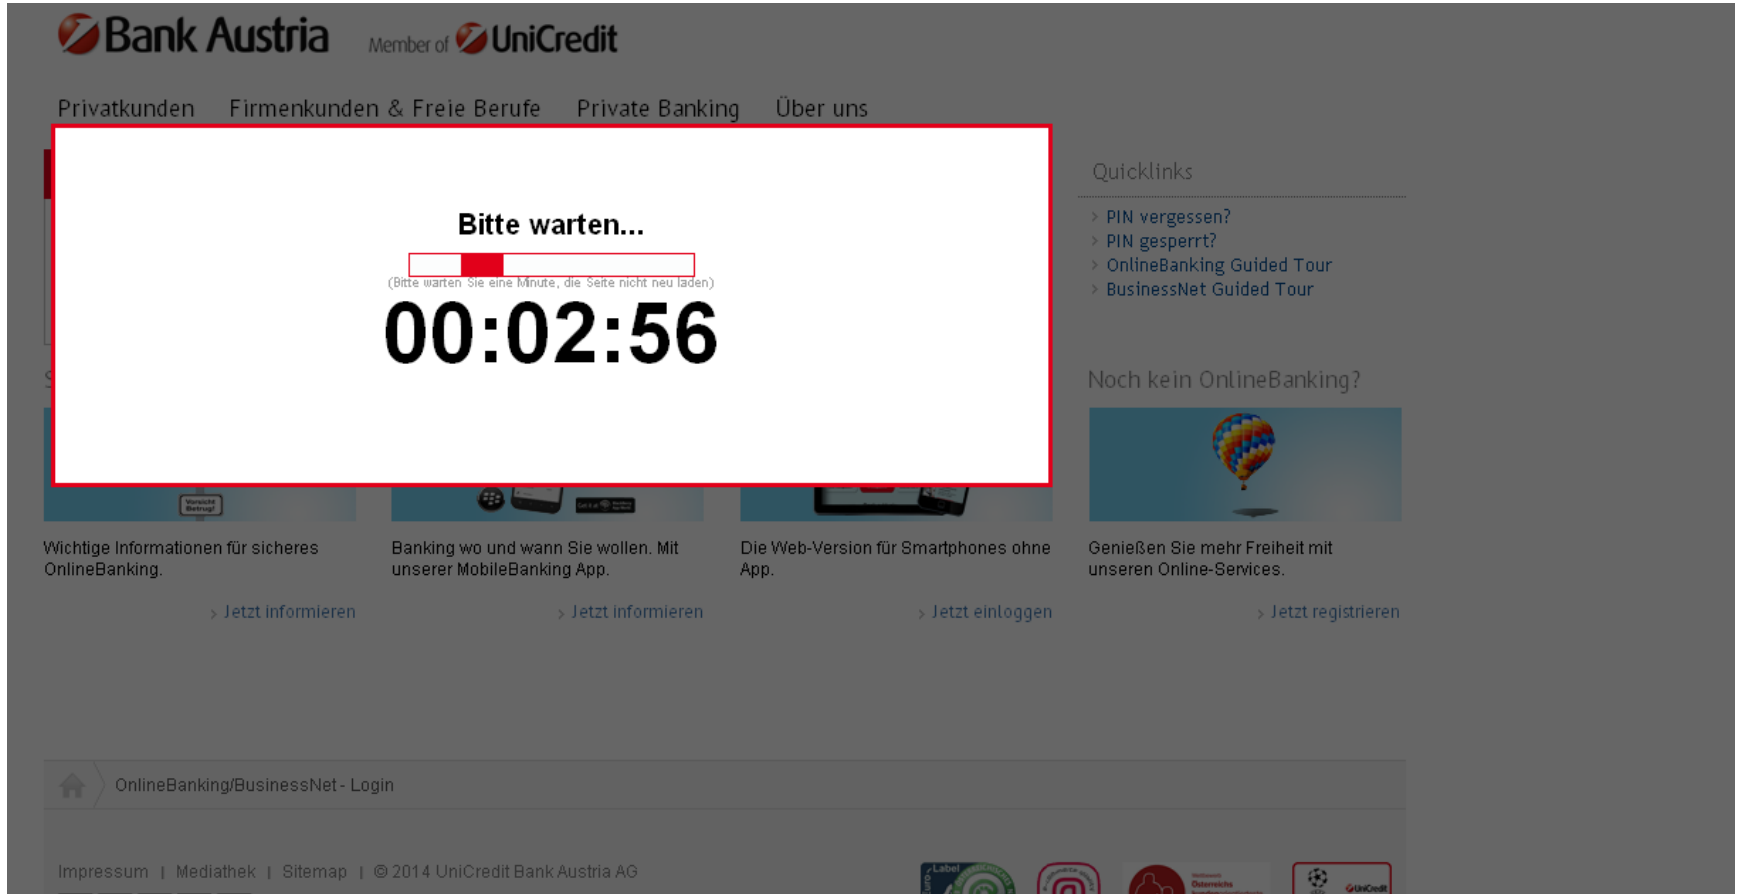 Bank Austria Member of UniCredit
Privatkunden Firmenkunden & Freie Berufe Private Banking Über uns
Bitte warten...
(Bitte warten Sie eine Minute, die Seite nicht neu laden)
00:02:56
Quicklinks
> PIN vergessen?
> PIN gesperrt?
> OnlineBanking Guided Tour
> BusinessNet Guided Tour
Noch kein OnlineBanking?
Vorsicht
Betrug!
Wichtige Informationen für sicheres
OnlineBanking.
> Jetzt informieren
Banking wo und wann Sie wollen. Mit
unserer MobileBanking App.
> Jetzt informieren
Die Web-Version für Smartphones ohne
App.
> Jetzt einloggen
Genießen Sie mehr Freiheit mit
unseren Online-Services.
> Jetzt registrieren
OnlineBanking/BusinessNet - Login
Impressum | Mediathek | Sitemap | © 2014 UniCredit Bank Austria AG
UniCredit